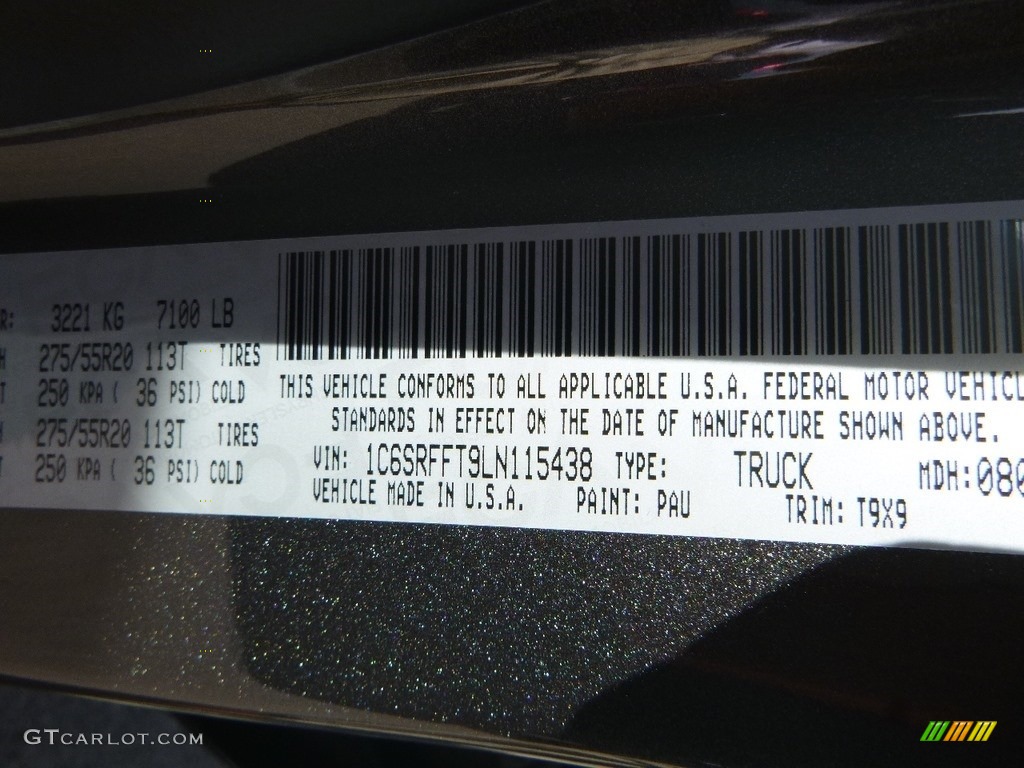 R: 3221 KG 7100 LB
H 275/55R20 113T TIRES
T 250 KPA ( 36 PSI) COLD
275/55R20 113T TIRES
T 250 KPA ( 36 PSI) COLD
THIS VEHICLE CONFORMS TO ALL APPLICABLE U.S.A. FEDERAL MOTOR VEHICL
STANDARDS IN EFFECT ON THE DATE OF MANUFACTURE SHOWN ABOVE.
VIN: 1C6SRFFT9LN115438 TYPE: TRUCK MDH:080
VEHICLE MADE IN U.S.A. PAINT: PAU TRIM: T9X9
GTCARLOT.COM